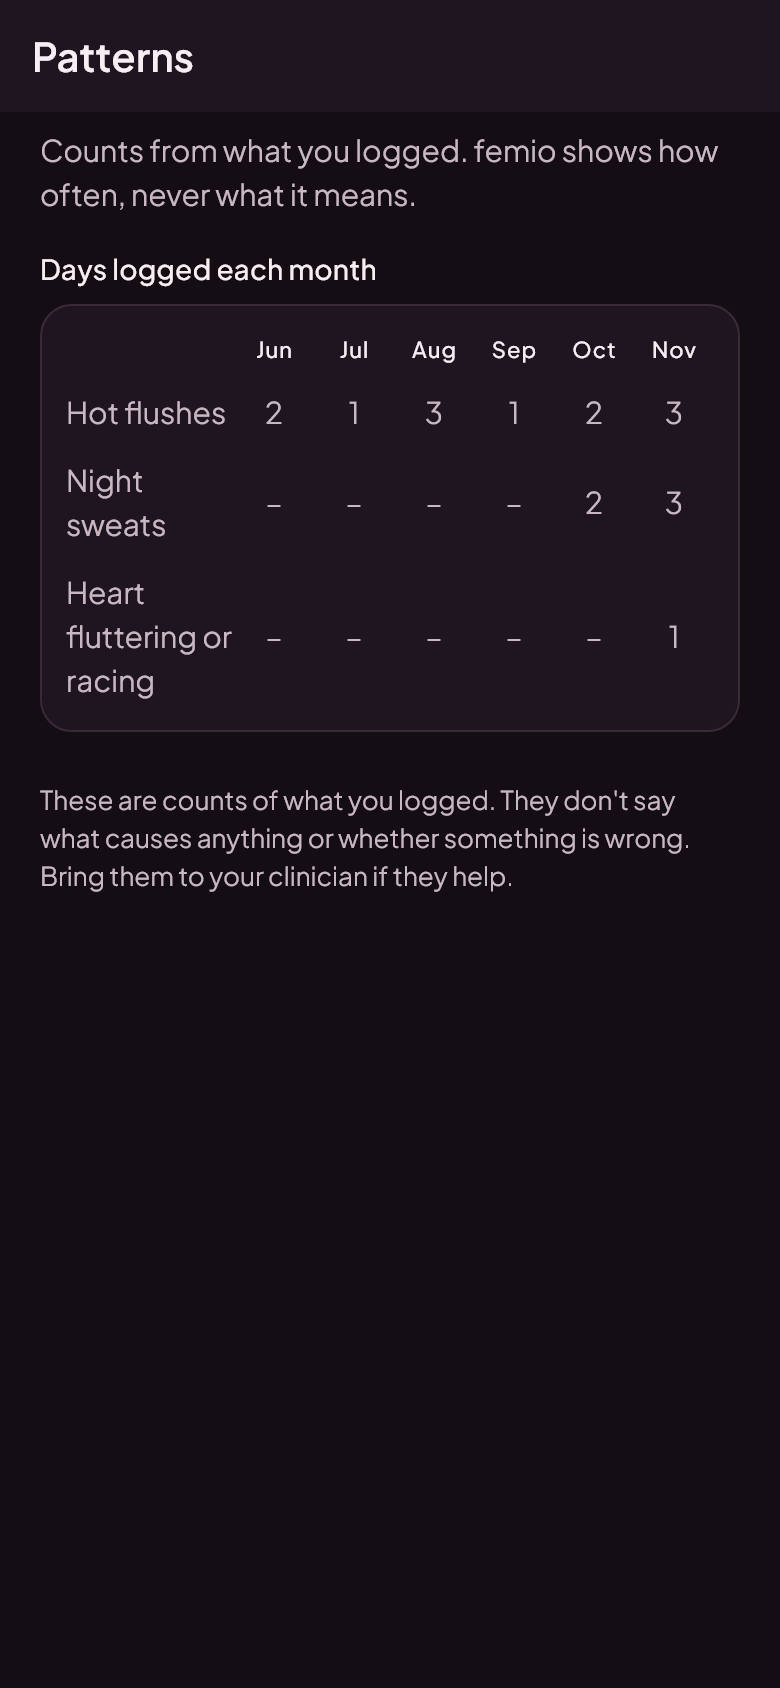 Patterns
Counts from what you logged. femio shows how
often, never what it means.
Days logged each month
Jun Jul Aug Sep Oct Nov
Hot flushes 2 1 3 1 2 3
Night
sweats – – – – 2 3
Heart
fluttering or – – – – – 1
racing
These are counts of what you logged. They don't say
what causes anything or whether something is wrong.
Bring them to your clinician if they help.